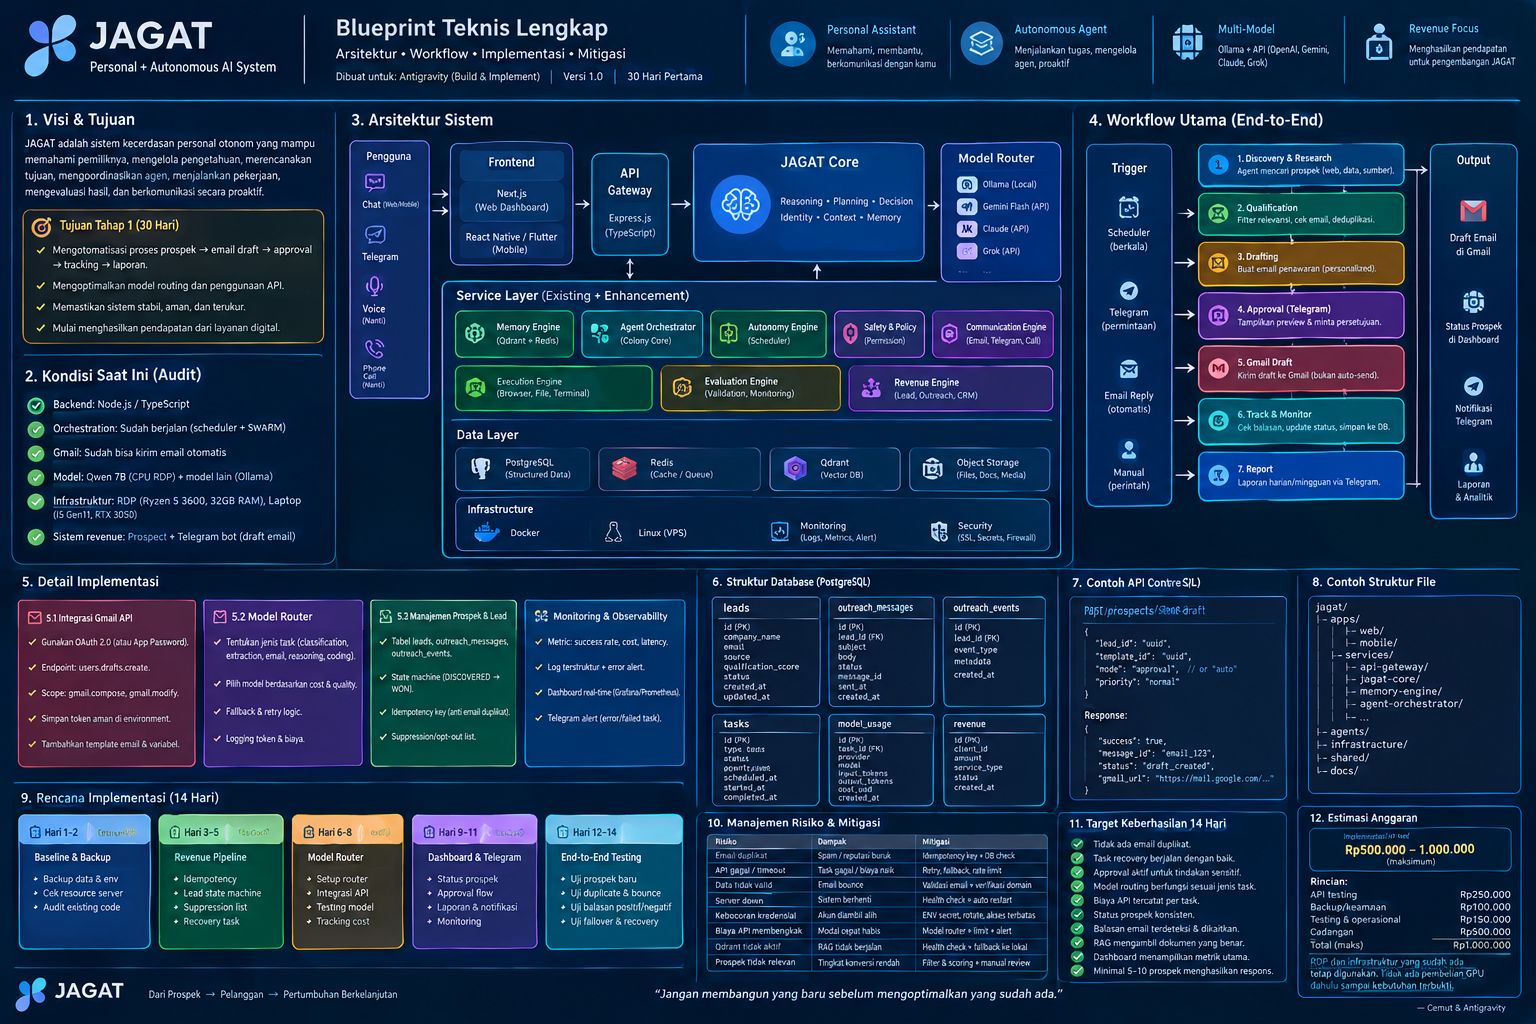 JAGAT
Personal + Autonomous AI System
Blueprint Teknis Lengkap
Arsitektur • Workflow • Implementasi • Mitigasi
Dibuat untuk: Antigravity (Build & Implement)
Versi 1.0
30 Hari Pertama
Personal Assistant
Memahami, membantu,
berkomunikasi dengan kamu
Autonomous Agent
Menjalankan tugas, mengelola
agen, proaktif
Multi-Model
Ollama + API (OpenAI, Gemini,
Claude, Grok)
Revenue Focus
Menghasilkan pendapatan
untuk pengembangan JAGAT
1. Visi & Tujuan
JAGAT adalah sistem kecerdasan personal otonom yang mampu
memahami pemiliknya, mengelola pengetahuan, merencanakan
tujuan, mengoordinasikan agen, menjalankan pekerjaan,
mengevaluasi hasil, dan berkomunikasi secara proaktif.
Tujuan Tahap 1 (30 Hari)
✓ Mengotomatisasi proses prospek → email draft → approval
→ tracking → laporan.
✓ Mengoptimalkan model routing dan penggunaan API.
✓ Memastikan sistem stabil, aman, dan terukur.
✓ Mulai menghasilkan pendapatan dari layanan digital.
2. Kondisi Saat Ini (Audit)
Backend: Node.js / TypeScript
Orchestration: Sudah berjalan (scheduler + SWARM)
Gmail: Sudah bisa kirim email otomatis
Model: Qwen 7B (CPU RDP) + model lain (Ollama)
Infrastruktur: RDP (Ryzen 5 3600, 32GB RAM), Laptop
(i5 Gen11, RTX 3050)
Sistem revenue: Prospect + Telegram bot (draft email)
3. Arsitektur Sistem
Pengguna
Chat (Web/Mobile)
Telegram
Voice
(Nanti)
Phone
Call
(Nanti)
Frontend
Next.js
(Web Dashboard)
React Native / Flutter
(Mobile)
API
Gateway
Express.js
(TypeScript)
JAGAT Core
Reasoning • Planning • Decision
Identity • Context • Memory
Model Router
Ollama (Local)
Gemini Flash (API)
Claude (API)
Grok (API)
Service Layer (Existing + Enhancement)
Memory Engine
(Qdrant + Redis)
Agent Orchestrator
(Colony Core)
Autonomy Engine
(Scheduler)
Safety & Policy
(Permission)
Communication Engine
(Email, Telegram, Call)
Execution Engine
(Browser, File, Terminal)
Evaluation Engine
(Validation, Monitoring)
Revenue Engine
(Lead, Outreach, CRM)
Data Layer
PostgreSQL
(Structured Data)
Redis
(Cache / Queue)
Qdrant
(Vector DB)
Object Storage
(Files, Docs, Media)
Infrastructure
Docker
Linux (VPS)
Monitoring
(Logs, Metrics, Alert)
Security
(SSL, Secrets, Firewall)
4. Workflow Utama (End-to-End)
Trigger
Scheduler
(berkala)
Telegram
(permintaan)
Email Reply
(otomatis)
Manual
(perintah)
1. Discovery & Research
Agent mencari prospek (web, data, sumber).
2. Qualification
Filter relevansi, cek email, deduplikasi.
3. Drafting
Buat email penawaran (personalized).
4. Approval (Telegram)
Tampilkan preview & minta persetujuan.
5. Gmail Draft
Kirim draft ke Gmail (bukan auto-send).
6. Track & Monitor
Cek balasan, update status, simpan ke DB.
7. Report
Laporan harian/mingguan via Telegram.
Output
Draft Email
di Gmail
Status Prospek
di Dashboard
Notifikasi
Telegram
Laporan
& Analitik
5. Detail Implementasi
5.1 Integrasi Gmail API
✓ Gunakan OAuth 2.0 (atau App Password).
✓ Endpoint: users.drafts.create.
✓ Scope: gmail.compose, gmail.modify.
✓ Simpan token aman di environment.
✓ Tambahkan template email & variabel.
5.2 Model Router
✓ Tentukan jenis task (classification,
extraction, email, reasoning, coding).
✓ Pilih model berdasarkan cost & quality.
✓ Fallback & retry logic.
✓ Logging token & biaya.
5.2 Manajemen Prospek & Lead
✓ Tabel leads, outreach_messages,
outreach_events.
✓ State machine (DISCOVERED →
WON).
✓ Idempotency key (anti email duplikat).
✓ Suppression/opt-out list.
Monitoring & Observability
✓ Metric: success rate, cost, latency.
✓ Log terstruktur + error alert.
✓ Dashboard real-time (Grafana/Prometheus).
✓ Telegram alert (error/failed task).
6. Struktur Database (PostgreSQL)
leads
id (PK)
company_name
email
source
qualification_score
status
created_at
updated_at
outreach_messages
id (PK)
lead_id (FK)
subject
body
status
message_id
sent_at
created_at
outreach_events
id (PK)
lead_id (FK)
event_type
metadata
created_at
tasks
id (PK)
type
status
scheduled_at
started_at
completed_at
model_usage
id (PK)
task_id (FK)
provider
model
input_tokens
output_tokens
created_at
revenue
id (PK)
client_id
amount
service_type
status
created_at
7. Contoh API
/prospects/ draft
{
"lead_id": "uuid",
"template_id": "uuid",
"mode": "approval", // or "auto"
"priority": "normal"
}
Response:
{
"success": true,
"message_id": "email_123",
"status": "draft_created",
"gmail_url": "https://mail.google.com/..."
}
8. Contoh Struktur File
jagat/
├─ apps/
├─ web/
├─ mobile/
├─ services/
├─ api-gateway/
├─ jagat-core/
├─ memory-engine/
├─ agent-orchestrator/
├─ ...
├─ agents/
├─ infrastructure/
├─ shared/
└─ docs/
9. Rencana Implementasi (14 Hari)
Hari 1-2
Baseline & Backup
+ Backup data & env
+ Cek resource server
+ Audit existing code
Hari 3-5
Revenue Pipeline
+ Idempotency
+ Lead state machine
+ Suppression list
+ Recovery task
Hari 6-8
Model Router
+ Setup router
+ Integrasi API
+ Testing model
+ Tracking cost
Hari 9-11
Dashboard & Telegram
+ Status prospek
+ Approval flow
+ Laporan & notifikasi
+ Monitoring
Hari 12-14
End-to-End Testing
+ Uji prospek baru
+ Uji duplicate & bounce
+ Uji balasan positif/negatif
+ Uji failover & recovery
10. Manajemen Risiko & Mitigasi
Risiko Dampak Mitigasi
Email duplikat Spam / reputasi buruk Idempotency key + DB check
API gagal / timeout Task gagal / biaya naik Retry, fallback, rate limit
Data tidak valid Email bounce Validasi email + verifikasi domain
Server down Sistem berhenti Health check + auto restart
Kebocoran kredensial Akun diambil alih ENV secret, rotate, akses terbatas
Biaya API membengkak Modal cepat habis Model router + limit + alert
Qdrant tidak aktif RAG tidak berjalan Health check + fallback ke lokal
Prospek tidak relevan Tingkat konversi rendah Filter & scoring + manual review
11. Target Keberhasilan 14 Hari
Tidak ada email duplikat.
Task recovery berjalan dengan baik.
Approval aktif untuk tindakan sensitif.
Model routing berfungsi sesuai jenis task.
Biaya API tercatat per task.
Status prospek konsisten.
Balasan email terdeteksi & dikaitkan.
RAG mengambil dokumen yang benar.
Dashboard menampilkan metrik utama.
Minimal 5-10 prospek menghasilkan respons.
12. Estimasi Anggaran
Rp500.000 – 1.000.000
(maksimum)
Rincian:
API testing Rp250.000
Backup/keamnan Rp100.000
Testing & operasional Rp150.000
Cadangan Rp500.000
Total (maks) Rp1.000.000
RDP dan infrastruktur yang sudah ada
tetap digunakan. Tidak ada pembelian GPU
dahulu sampai kebutuhan terbukti.
JAGAT
Dari Prospek → Pelanggan → Pertumbuhan Berkelanjutan
"Jangan membangun yang baru sebelum mengoptimalkan yang sudah ada."
— Cemut & Antigravity